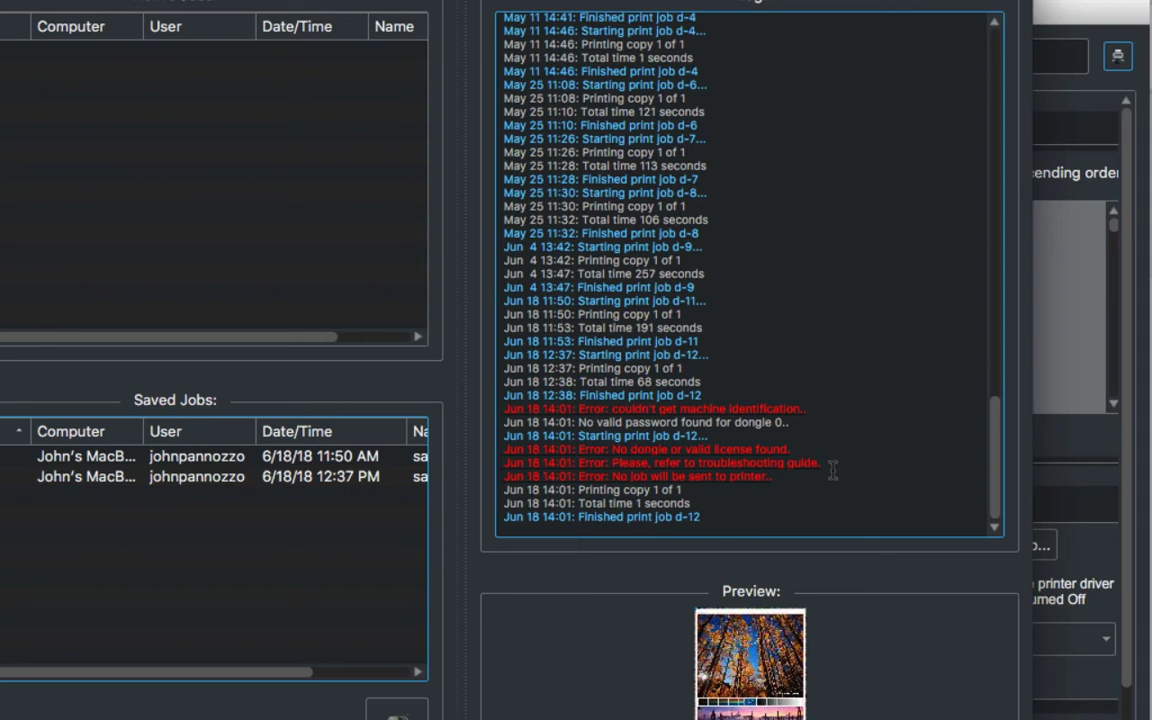 Computer User Date/Time Name
May 11 14:41: Finished print job d-4
May 11 14:46: Starting print job d-4...
May 11 14:46: Printing copy 1 of 1
May 11 14:46: Total time 1 seconds
May 11 14:46: Finished print job d-4
May 25 11:08: Starting print job d-6...
May 25 11:08: Printing copy 1 of 1
May 25 11:10: Total time 121 seconds
May 25 11:10: Finished print job d-6
May 25 11:26: Starting print job d-7...
May 25 11:26: Printing copy 1 of 1
May 25 11:28: Total time 113 seconds
May 25 11:28: Finished print job d-7
May 25 11:30: Starting print job d-8...
May 25 11:30: Printing copy 1 of 1
May 25 11:32: Total time 106 seconds
May 25 11:32: Finished print job d-8
Jun 4 13:42: Starting print job d-9...
Jun 4 13:42: Printing copy 1 of 1
Jun 4 13:47: Total time 257 seconds
Jun 4 13:47: Finished print job d-9
Jun 18 11:50: Starting print job d-11...
Jun 18 11:50: Printing copy 1 of 1
Jun 18 11:53: Total time 191 seconds
Jun 18 11:53: Finished print job d-11
Jun 18 12:37: Starting print job d-12...
Jun 18 12:37: Printing copy 1 of 1
Jun 18 12:38: Total time 68 seconds
Jun 18 12:38: Finished print job d-12
Jun 18 14:01: Error: couldn't get machine identification..
Jun 18 14:01: No valid password found for dongle 0..
Jun 18 14:01: Starting print job d-12...
Jun 18 14:01: Error: No dongle or valid license found.
Jun 18 14:01: Error: Please, refer to troubleshooting guide.
Jun 18 14:01: Error: No job will be sent to printer..
Jun 18 14:01: Printing copy 1 of 1
Jun 18 14:01: Total time 1 seconds
Jun 18 14:01: Finished print job d-12
ending order
Saved Jobs:
Computer User Date/Time Na
John's MacB... johnpannozzo 6/18/18 11:50 AM sa
John's MacB... johnpannozzo 6/18/18 12:37 PM sa
Preview:
o...
printer driver
urned Off